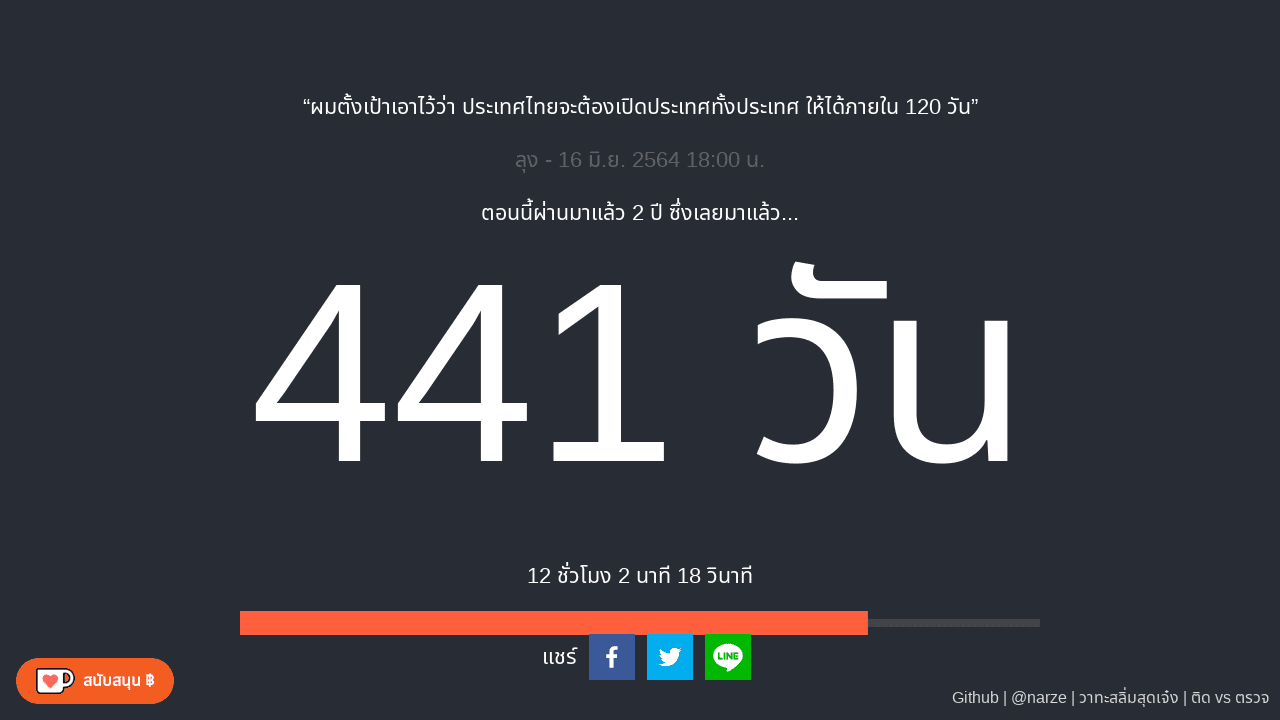 “ผมตั้งเป้าเอาไว้ว่า ประเทศไทยจะต้องเปิดประเทศทั้งประเทศ ให้ได้ภายใน 120 วัน”
ลุง - 16 มิ.ย. 2564 18:00 น.
ตอนนี้ผ่านมาแล้ว 2 ปี ซึ่งเลยมาแล้ว...
441 วัน
12 ชั่วโมง 2 นาที 18 วินาที
แชร์
LINE
สนับสนุน ฿
Github | @narze | วาทะสลิ่มสุดเจ๋ง | ติด vs ตรวจ